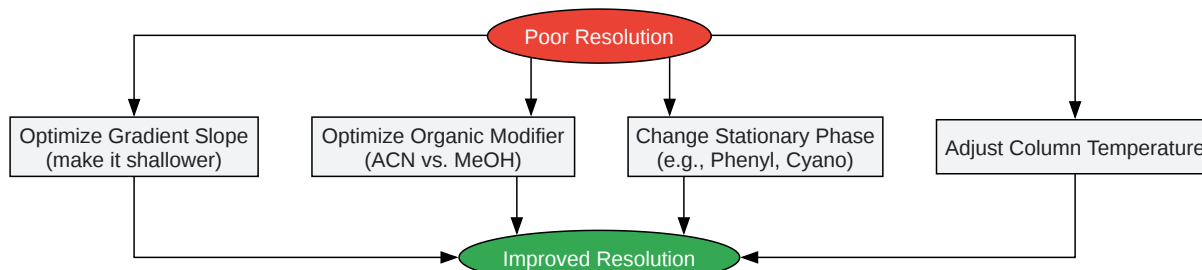 Poor Resolution
Optimize Gradient Slope
(make it shallower)
Optimize Organic Modifier
(ACN vs. MeOH)
Change Stationary Phase
(e.g., Phenyl, Cyano)
Adjust Column Temperature
Improved Resolution